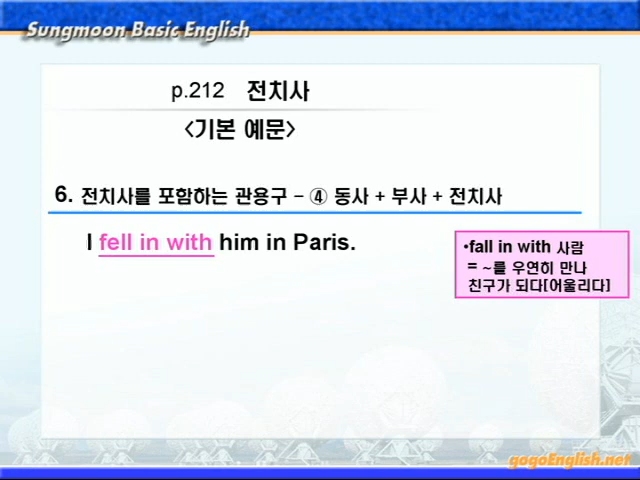 Sungmoon Basic English
p.212 전치사
<기본 예문>
6. 전치사를 포함하는 관용구 - ④ 동사 + 부사 + 전치사
I fell in with him in Paris.
•fall in with 사람
= ~를 우연히 만나
친구가 되다[어울리다]
gogoEnglish.net